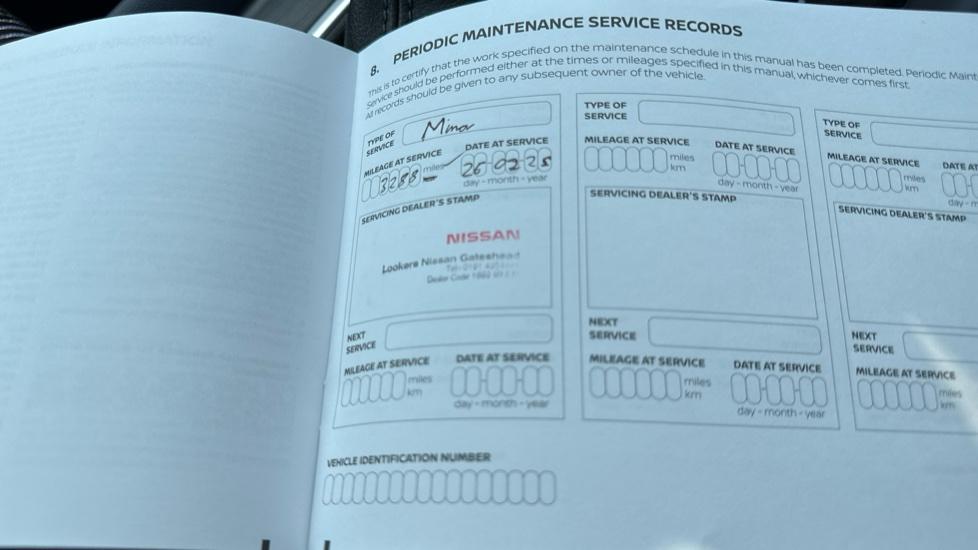 8. PERIODIC MAINTENANCE SERVICE RECORDS
This is to certify that the work specified on the maintenance schedule in this manual has been completed. Periodic Maint
Service should be performed either at the times or mileages specified in this manual, whichever comes first.
All records should be given to any subsequent owner of the vehicle.
TYPE OF
SERVICE
Minor
MILEAGE AT SERVICE
3288
miles
DATE AT SERVICE
26-02-25
day - month - year
SERVICING DEALER'S STAMP
NISSAN
Lookers Nissan Gateshead
Dealer Code
NEXT
SERVICE
MILEAGE AT SERVICE
miles
km
DATE AT SERVICE
day - month - year
TYPE OF
SERVICE
MILEAGE AT SERVICE
miles
km
DATE AT SERVICE
day - month - year
SERVICING DEALER'S STAMP
NEXT
SERVICE
MILEAGE AT SERVICE
miles
km
DATE AT SERVICE
day - month - year
TYPE OF
SERVICE
MILEAGE AT SERVICE
miles
km
DATE AT
day - m
SERVICING DEALER'S STAMP
NEXT
SERVICE
MILEAGE AT SERVICE
miles
km
VEHICLE IDENTIFICATION NUMBER